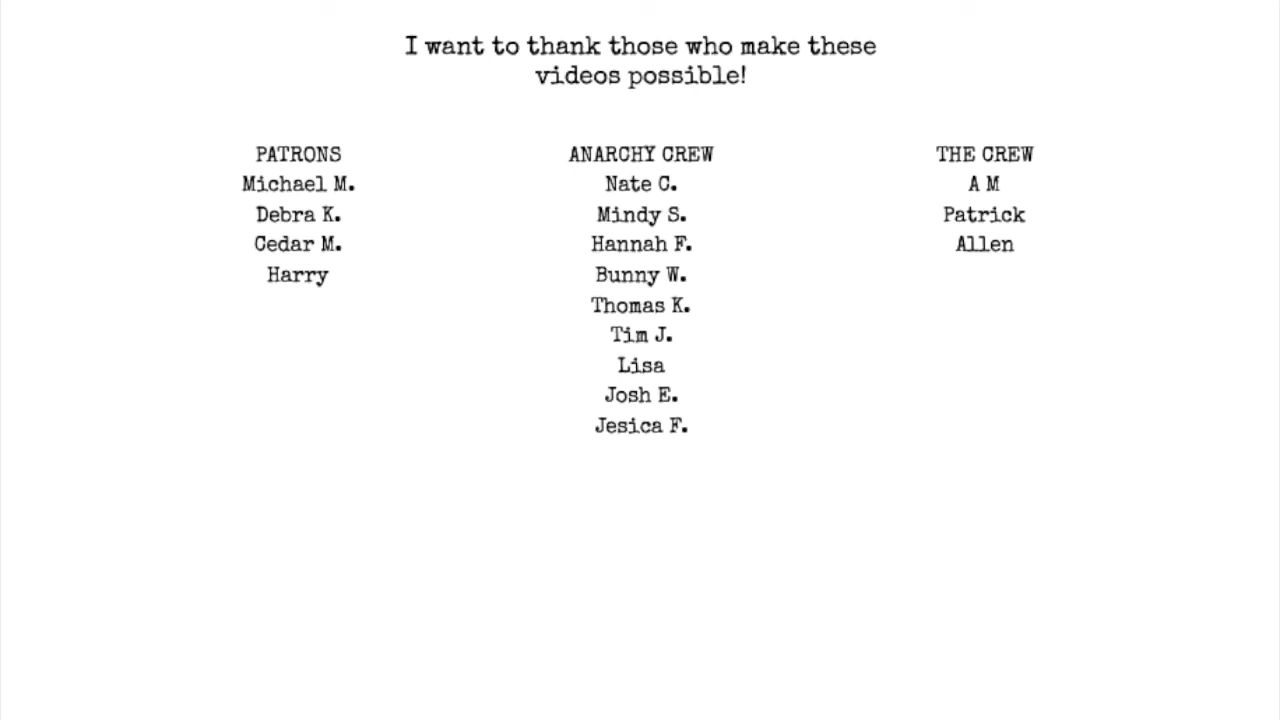 I want to thank those who make these
videos possible!
PATRONS
Michael M.
Debra K.
Cedar M.
Harry
ANARCHY CREW
Nate C.
Mindy S.
Hannah F.
Bunny W.
Thomas K.
Tim J.
Lisa
Josh E.
Jesica F.
THE CREW
A M
Patrick
Allen